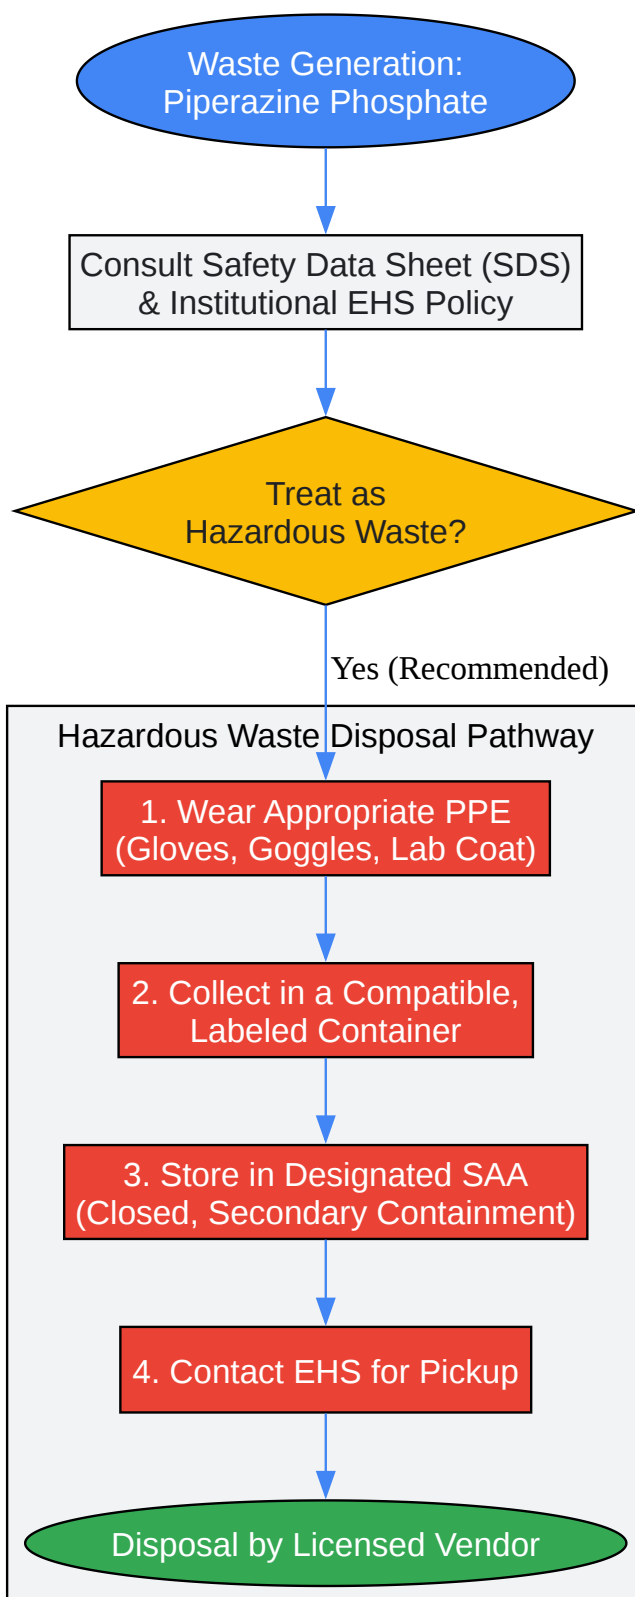 Waste Generation:
Piperazine Phosphate
Consult Safety Data Sheet (SDS)
& Institutional EHS Policy
Treat as
Hazardous Waste?
Yes (Recommended)
Hazardous Waste Disposal Pathway
1. Wear Appropriate PPE
(Gloves, Goggles, Lab Coat)
2. Collect in a Compatible,
Labeled Container
3. Store in Designated SAA
(Closed, Secondary Containment)
4. Contact EHS for Pickup
Disposal by Licensed Vendor